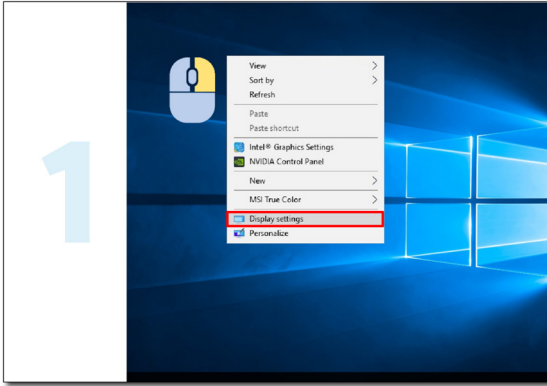 1
View
Sort by
Refresh
Paste
Paste shortcut
Intel® Graphics Settings
NVIDIA Control Panel
New
MSI True Color
Display settings
Personalize